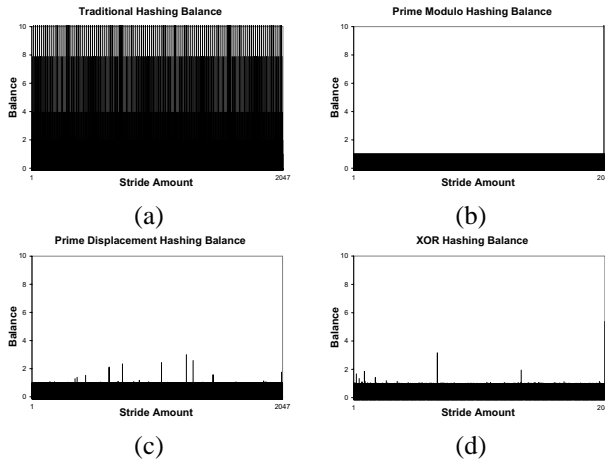 Traditional Hashing Balance
10
8
6
4
2
0
Balance
1
2047
Stride Amount
(a)
Prime Modulo Hashing Balance
10
8
6
4
2
0
Balance
1
20
Stride Amount
(b)
Prime Displacement Hashing Balance
10
8
6
4
2
0
Balance
1
2047
Stride Amount
(c)
XOR Hashing Balance
10
8
6
4
2
0
Balance
1
20
Stride Amount
(d)